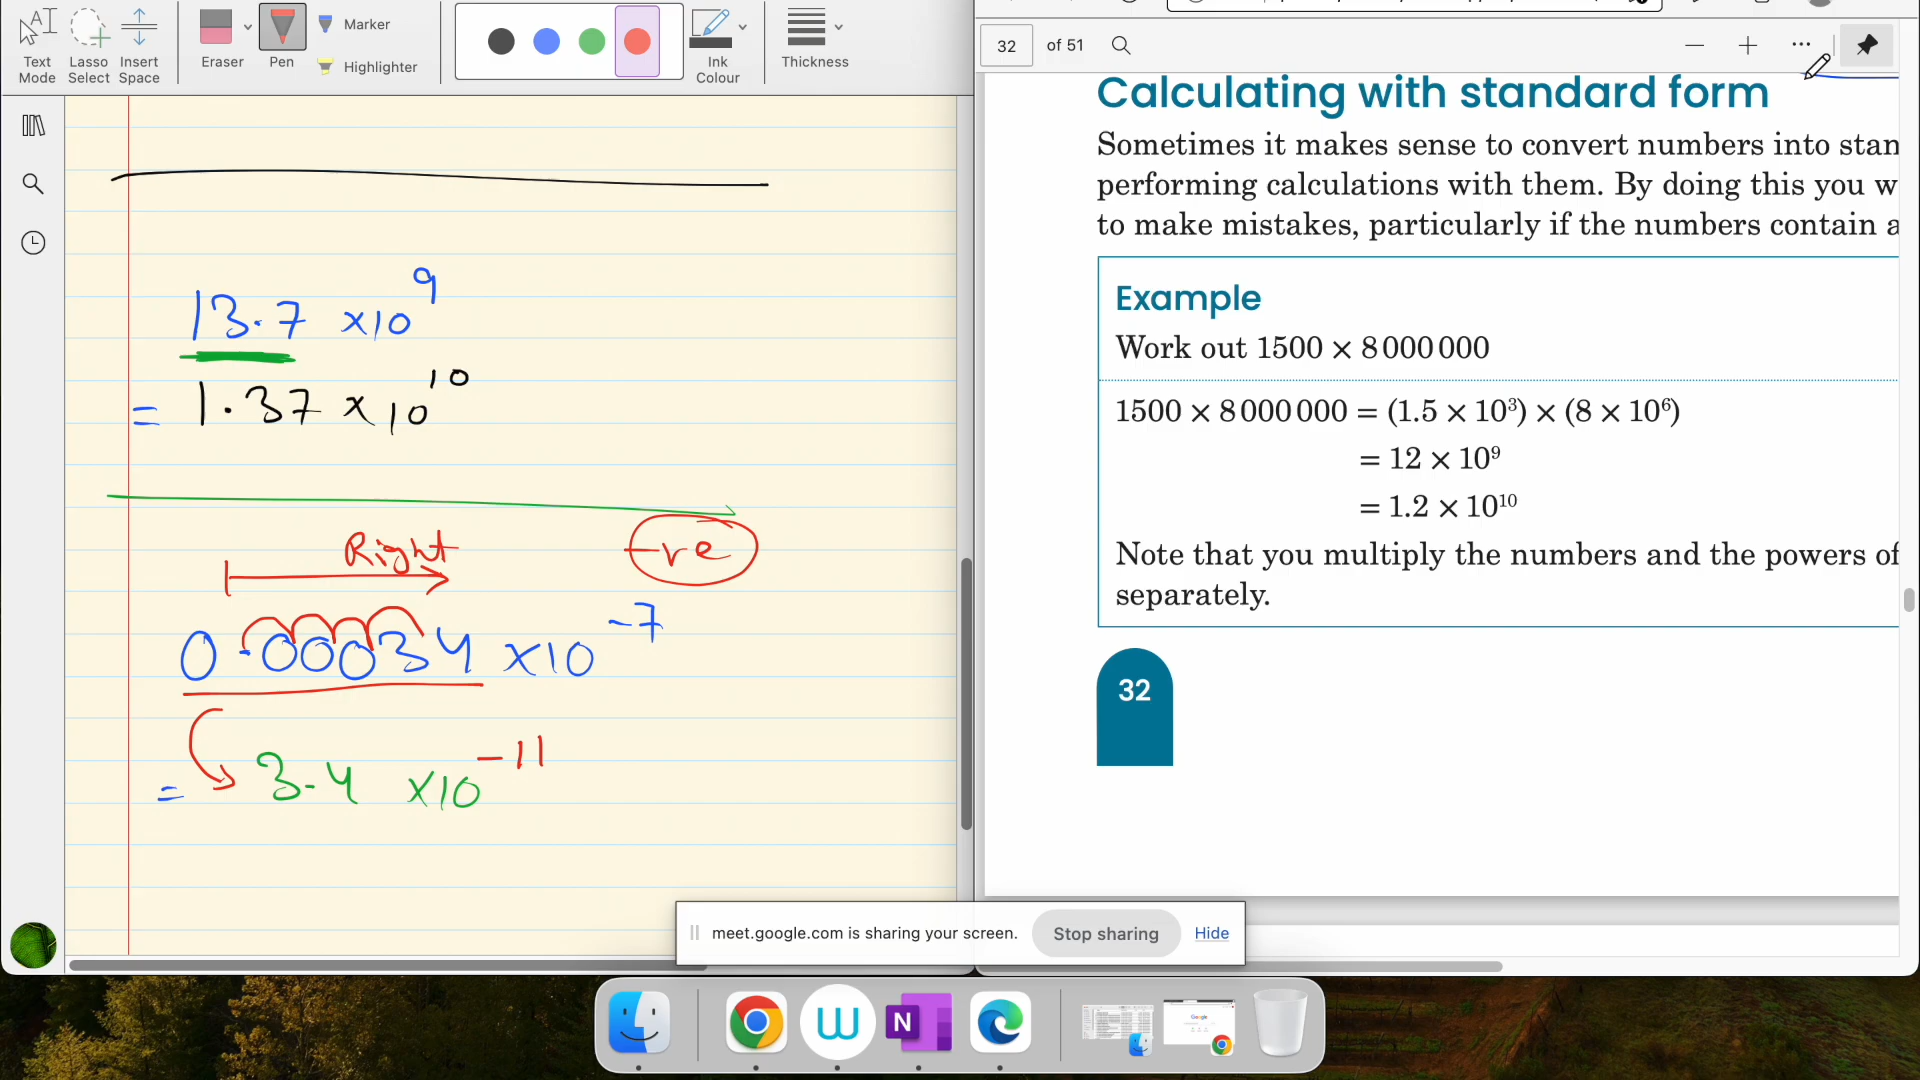 Text Mode
Lasso Select
Insert Space
Eraser
Pen
Marker
Highlighter
Ink Colour
Thickness
13.7 ×10⁹
= 1.37 ×10¹⁰
Right
-ve
0.00034 ×10⁻⁷
= 3.4 ×10⁻¹¹
32 of 51
Calculating with standard form
Sometimes it makes sense to convert numbers into stan
performing calculations with them. By doing this you w
to make mistakes, particularly if the numbers contain a
Example
Work out 1500 × 8 000 000
1500 × 8 000 000 = (1.5 × 10³) × (8 × 10⁶)
= 12 × 10⁹
= 1.2 × 10¹⁰
Note that you multiply the numbers and the powers of
separately.
32
meet.google.com is sharing your screen. Stop sharing Hide